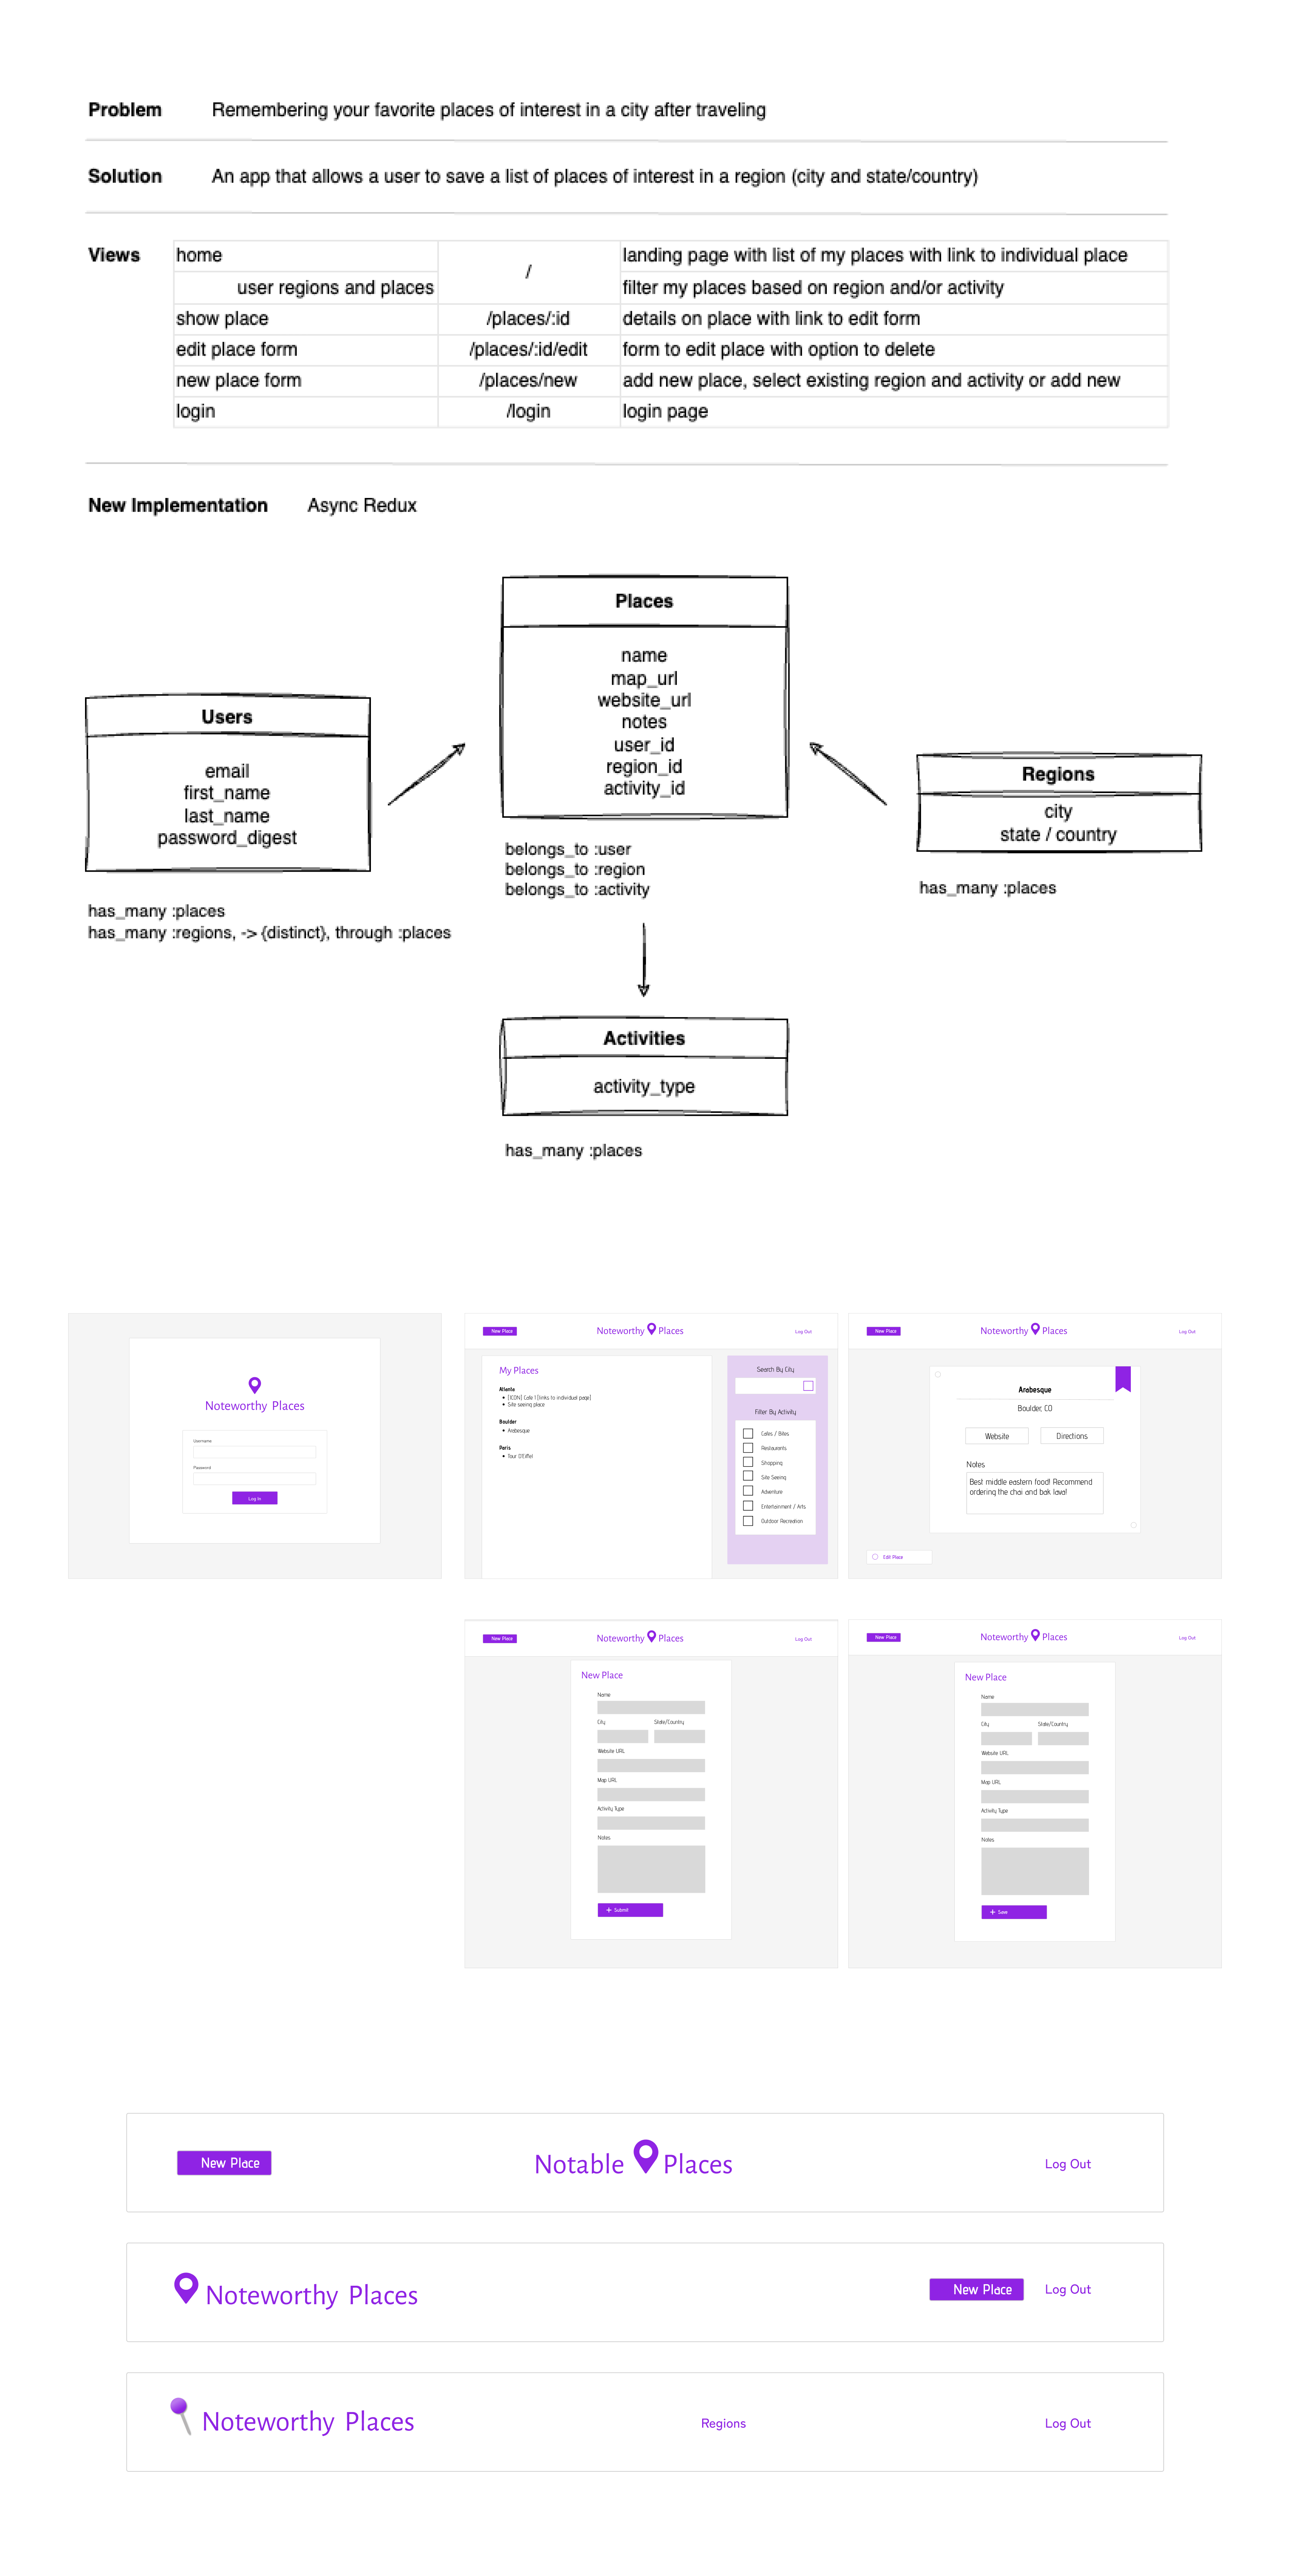 Problem Remembering your favorite places of interest in a city after traveling
Solution An app that allows a user to save a list of places of interest in a region (city and state/country)
Views
home / landing page with list of my places with link to individual place
user regions and places filter my places based on region and/or activity
show place /places/:id details on place with link to edit form
edit place form /places/:id/edit form to edit place with option to delete
new place form /places/new add new place, select existing region and activity or add new
login /login login page
New Implementation Async Redux
Places
name
map_url
website_url
notes
user_id
region_id
activity_id
belongs_to :user
belongs_to :region
belongs_to :activity
Users
email
first_name
last_name
password_digest
has_many :places
has_many :regions, -> {distinct}, through :places
Regions
city
state / country
has_many :places
Activities
activity_type
has_many :places
Noteworthy Places
Username
Password
Log In
New Place
Noteworthy Places
Log Out
My Places
Atlanta
[ICON] Cafe 1 [links to individual page]
Site seeing place
Boulder
Arabesque
Paris
Tour D'Eiffel
Search By City
Filter By Activity
Cafes / Bites
Restaurants
Shopping
Site Seeing
Adventure
Entertainment / Arts
Outdoor Recreation
New Place
Noteworthy Places
Log Out
Arabesque
Boulder, CO
Website
Directions
Notes
Best middle eastern food! Recommend
ordering the chai and bak lava!
Edit Place
New Place
Noteworthy Places
Log Out
New Place
Name
City State/Country
Website URL
Map URL
Activity Type
Notes
+ Submit
New Place
Noteworthy Places
Log Out
New Place
Name
City State/Country
Website URL
Map URL
Activity Type
Notes
+ Save
New Place
Notable Places
Log Out
Noteworthy Places
New Place
Log Out
Noteworthy Places
Regions
Log Out